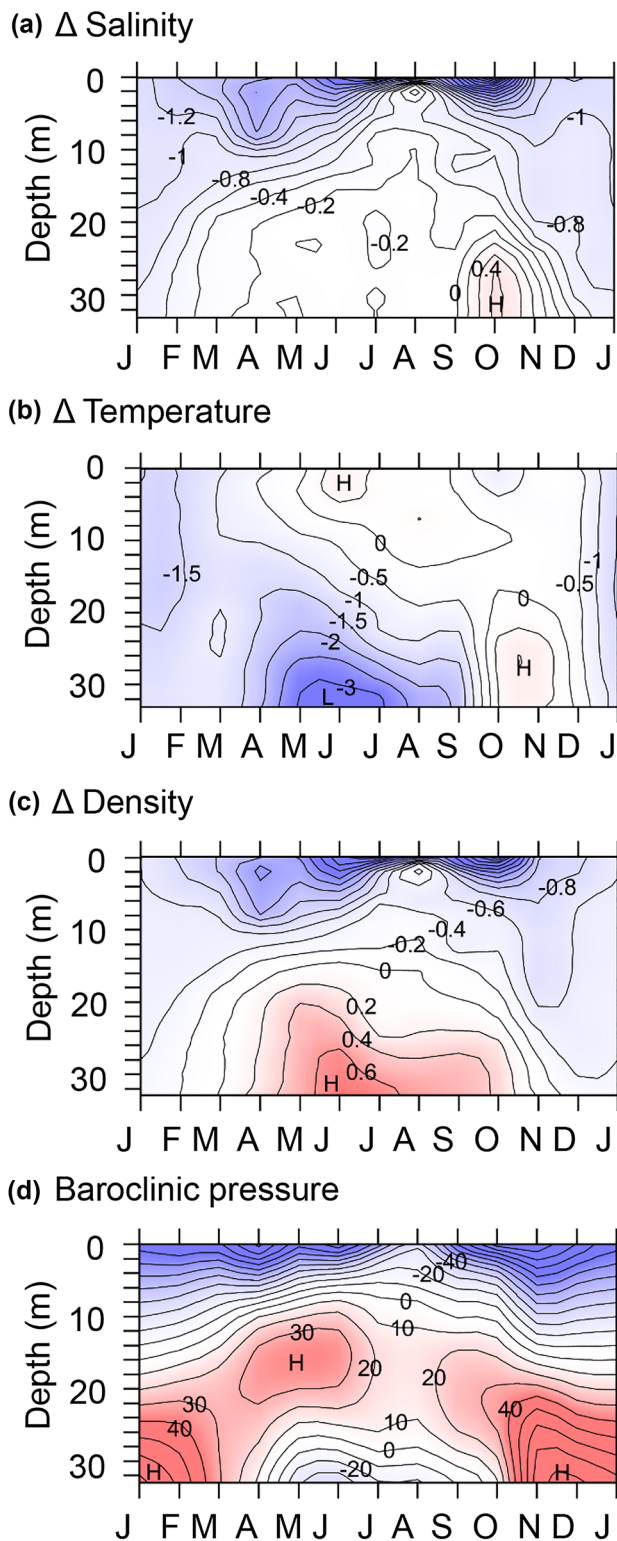 (a) Δ Salinity
0
-1.2
-1
10
-1
-0.8
-0.4
-0.2
20
-0.2
-0.8
0.4
0
30
H
Depth (m)
J F M A M J J A S O N D J
(b) Δ Temperature
0
H
10
0
-1.5
-0.5
-1
-0.5
-1
0
20
-1.5
-2
H
30
L -3
Depth (m)
J F M A M J J A S O N D J
(c) Δ Density
0
-0.8
-0.6
10
-0.4
-0.2
0
20
0.2
0.4
30
H 0.6
Depth (m)
J F M A M J J A S O N D J
(d) Baroclinic pressure
0
-40
-20
0
10
10
30
H
20
20
20
30
40
40
10
0
30
H
-20
H
Depth (m)
J F M A M J J A S O N D J